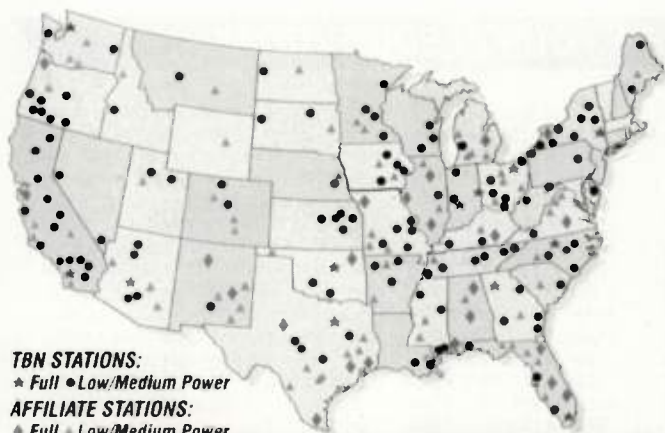 TBN STATIONS:
★ Full ● Low/Medium Power
AFFILIATE STATIONS:
♦ Full ▲ Low/Medium Power